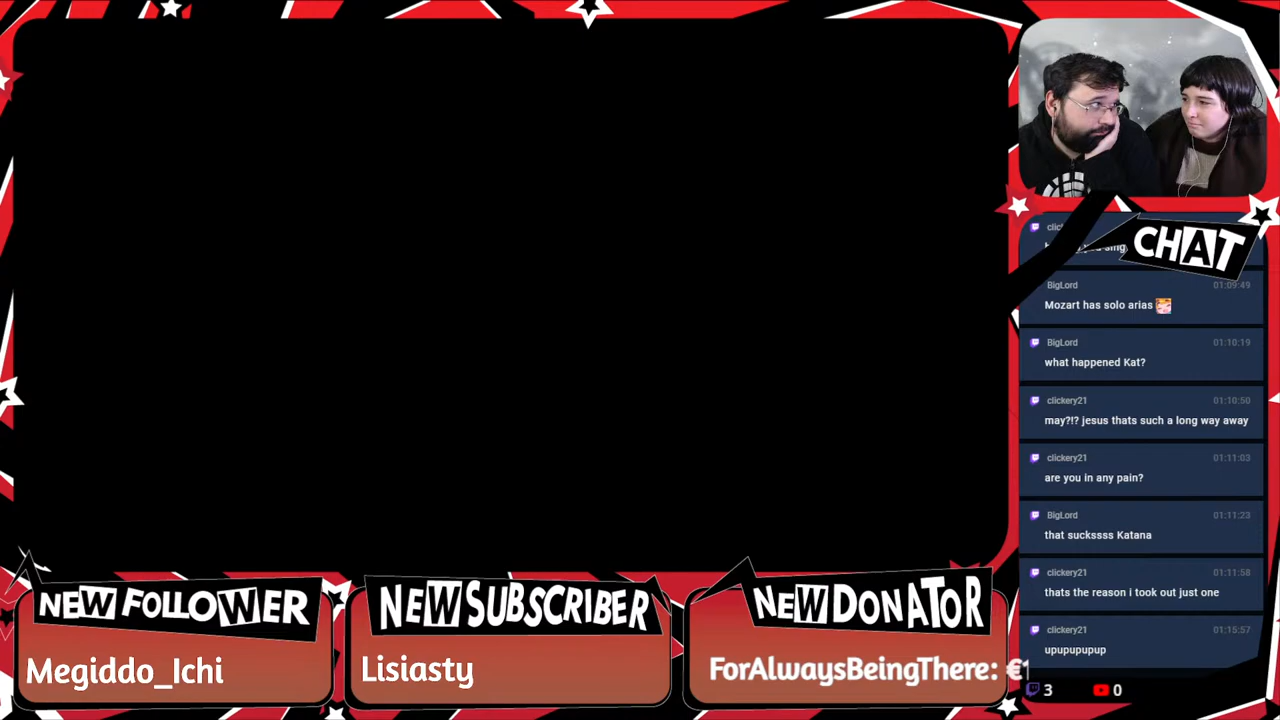 CHAT
BigLord 01:09:49
Mozart has solo arias
BigLord 01:10:19
what happened Kat?
clickery21 01:10:50
may?!? jesus thats such a long way away
clickery21 01:11:03
are you in any pain?
BigLord 01:11:23
that suckssss Katana
clickery21 01:11:58
thats the reason i took out just one
clickery21 01:15:57
upupupupup
3 0
NEW FOLLOWER
Megiddo_Ichi
NEW SUBSCRIBER
Lisiasty
NEW DONATOR
ForAlwaysBeingThere: €1